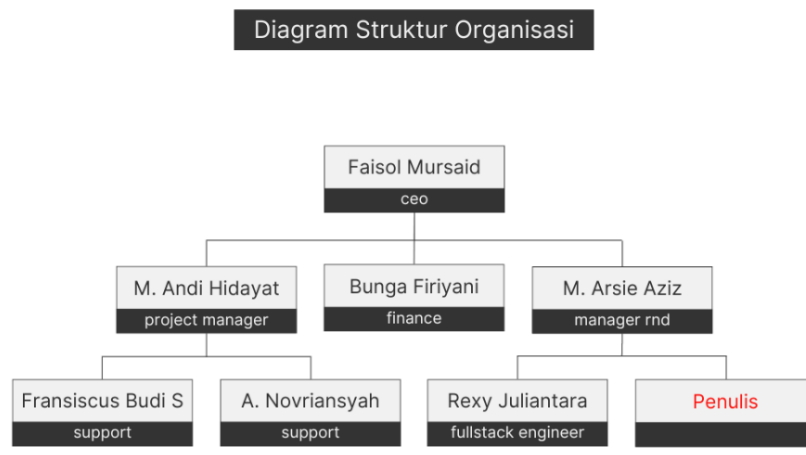 Diagram Struktur Organisasi
Faisol Mursaid
ceo
M. Andi Hidayat
project manager
Bunga Firiyani
finance
M. Arsie Aziz
manager rnd
Fransiscus Budi S
support
A. Novriansyah
support
Rexy Juliantara
fullstack engineer
Penulis